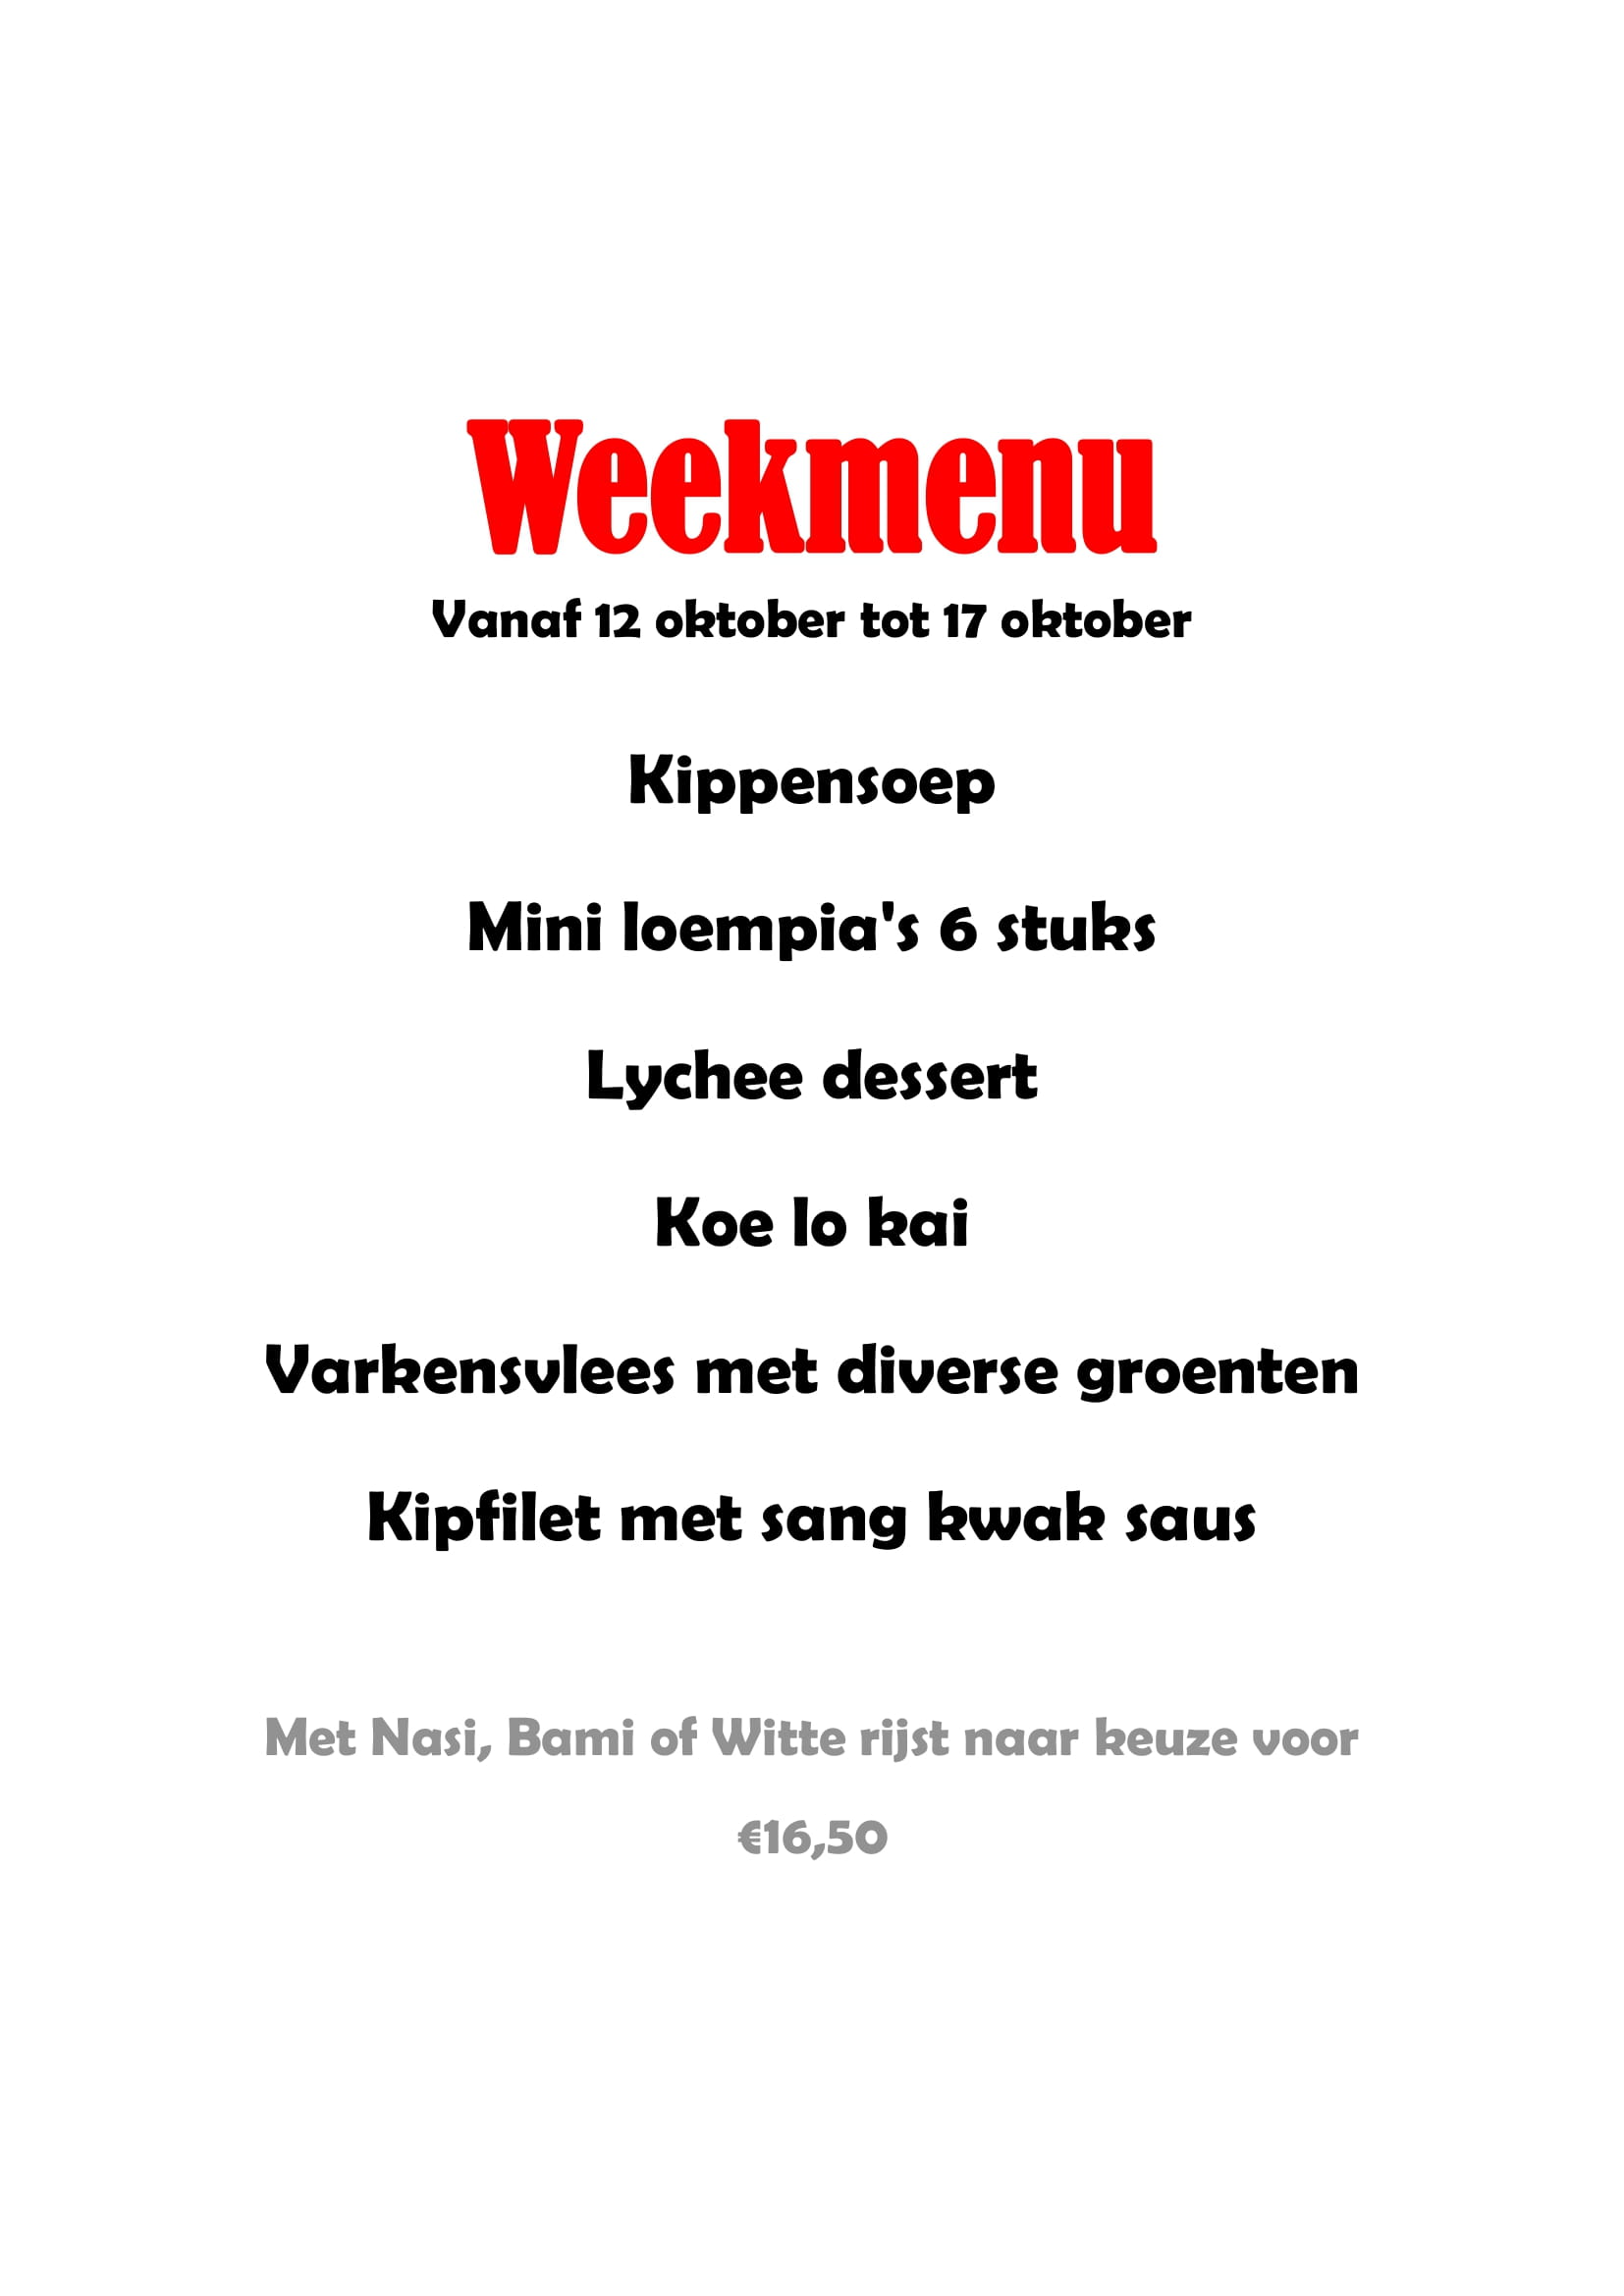 Weekmenu
Vanaf 12 oktober tot 17 oktober
Kippensoep
Mini loempia's 6 stuks
Lychee dessert
Koe lo kai
Varkensvlees met diverse groenten
Kipfilet met sang kwak saus
Met Nasi, Bami of Witte rijst naar keuze voor
€16,50